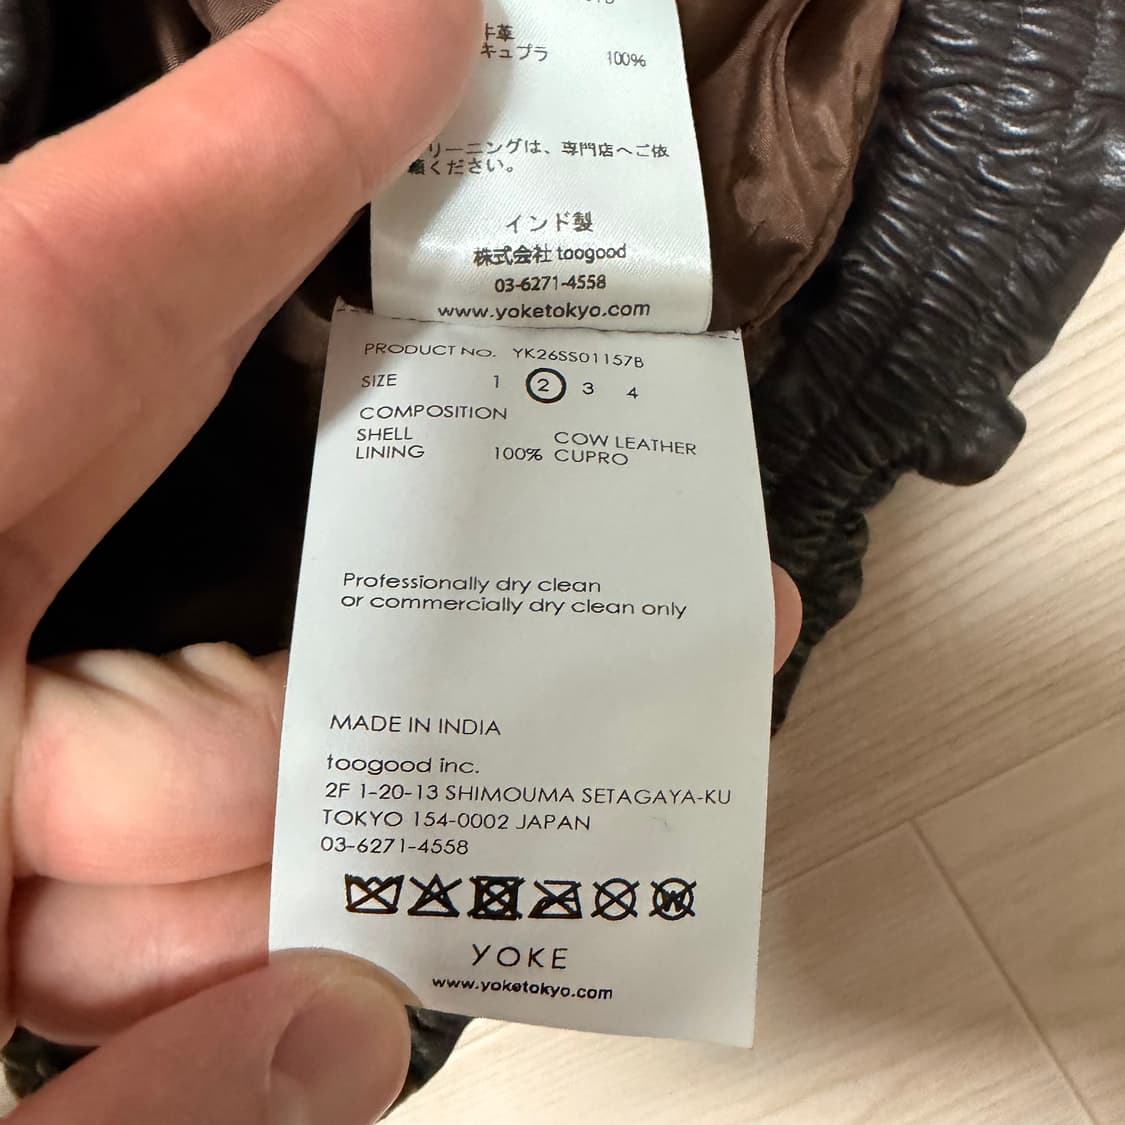 牛革
キュプラ 100%
リーニングは、専門店へご依
頼ください。
インド製
株式会社 toogood
03-6271-4558
www.yoketokyo.com
PRODUCT NO. YK26SS01157B
SIZE 1 2 3 4
COMPOSITION
SHELL COW LEATHER
LINING 100% CUPRO
Professionally dry clean
or commercially dry clean only
MADE IN INDIA
toogood inc.
2F 1-20-13 SHIMOUMA SETAGAYA-KU
TOKYO 154-0002 JAPAN
03-6271-4558
W
YOKE
www.yoketokyo.com